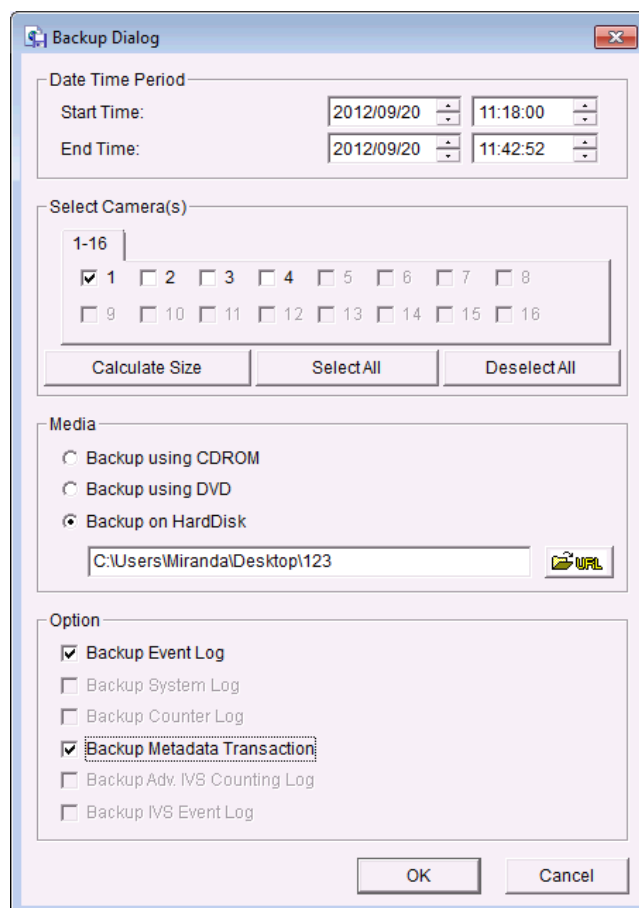 Backup Dialog
Date Time Period
Start Time: 2012/09/20 11:18:00
End Time: 2012/09/20 11:42:52
Select Camera(s)
1-16
1 2 3 4 5 6 7 8
9 10 11 12 13 14 15 16
Calculate Size Select All Deselect All
Media
Backup using CDROM
Backup using DVD
Backup on HardDisk
C:\Users\Miranda\Desktop\123 URL
Option
Backup Event Log
Backup System Log
Backup Counter Log
Backup Metadata Transaction
Backup Adv. IVS Counting Log
Backup IVS Event Log
OK Cancel